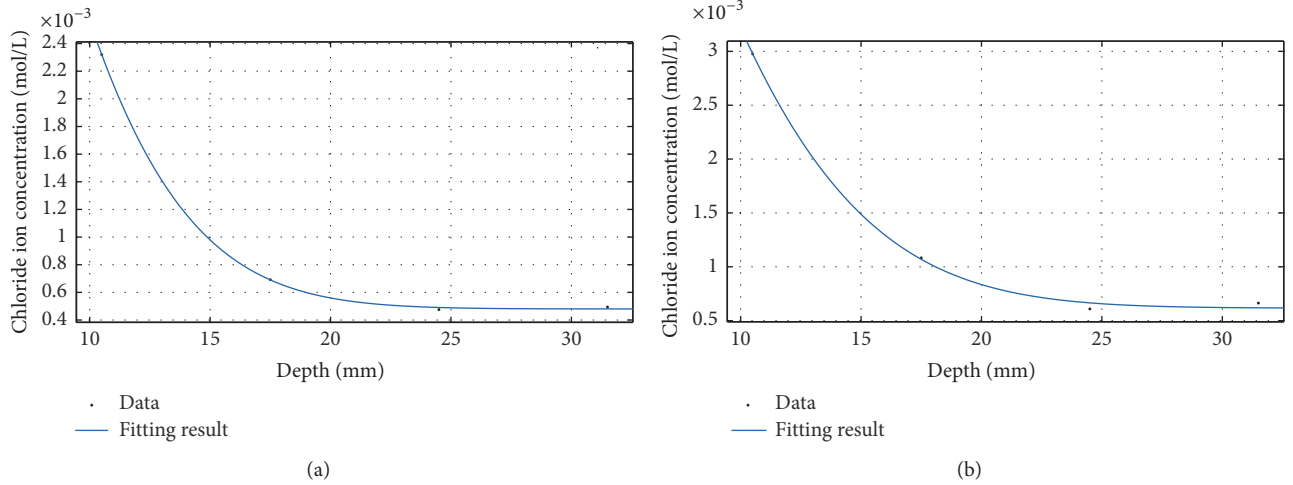 ×10−3
Chloride ion concentration (mol/L)
2.4
2.2
2
1.8
1.6
1.4
1.2
1
0.8
0.6
0.4
10 15 20 25 30
Depth (mm)
Data
Fitting result
(a)
×10−3
Chloride ion concentration (mol/L)
3
2.5
2
1.5
1
0.5
10 15 20 25 30
Depth (mm)
Data
Fitting result
(b)